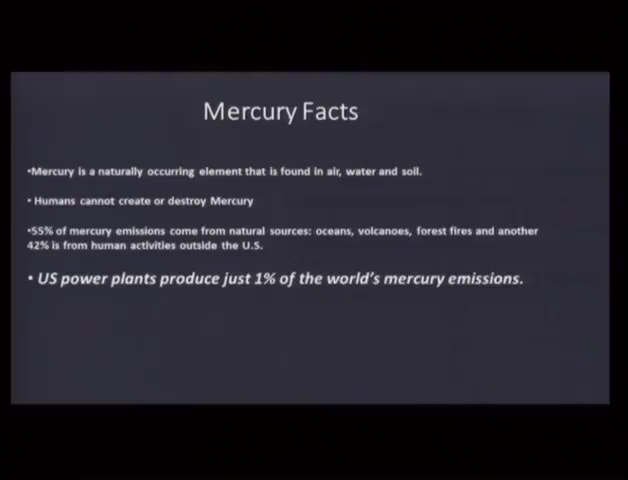 Mercury Facts
•Mercury is a naturally occurring element that is found in air, water and soil.
• Humans cannot create or destroy Mercury
•55% of mercury emissions come from natural sources: oceans, volcanoes, forest fires and another
42% is from human activities outside the U.S.
• US power plants produce just 1% of the world's mercury emissions.